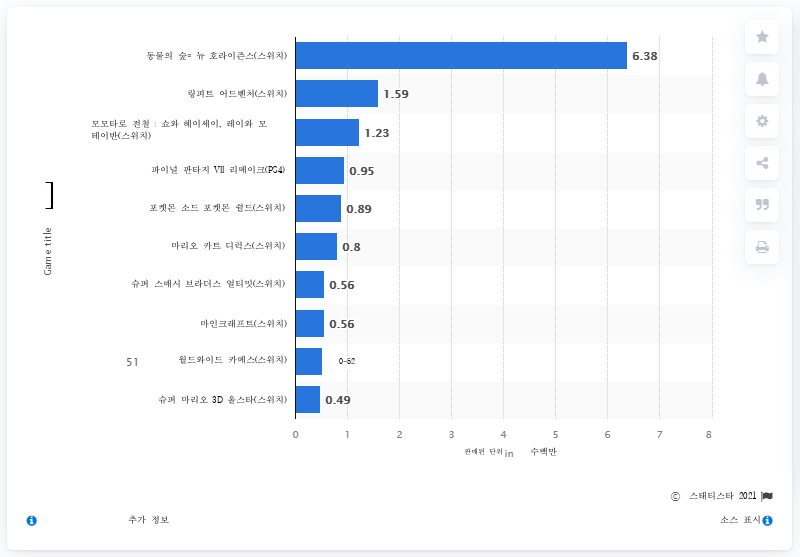 동물의 숲= 뉴 호라이즌스(스위치)
6.38
링피트 어드벤처(스위치)
1.59
모모타로 전철 : 쇼와 헤이세이, 레이와 모
테이반(스위치)
1.23
파이널 판타지 VII 리메이크(PG4)
0.95
포켓몬 소드 포켓몬 쉴드(스위치)
0.89
마리오 카트 디럭스(스위치)
0.8
슈퍼 스매시 브라더스 얼티밋(스위치)
0.56
마인크래프트(스위치)
0.56
51 월드와이드 카메스(스위치)
0-52
슈퍼 마리오 3D 올스타(스위치)
0.49
]
Game title
0 1 2 3 4 5 6 7 8
판매된 단위 in 수백만
© 스태티스타 2021
추가 정보
소스 표시